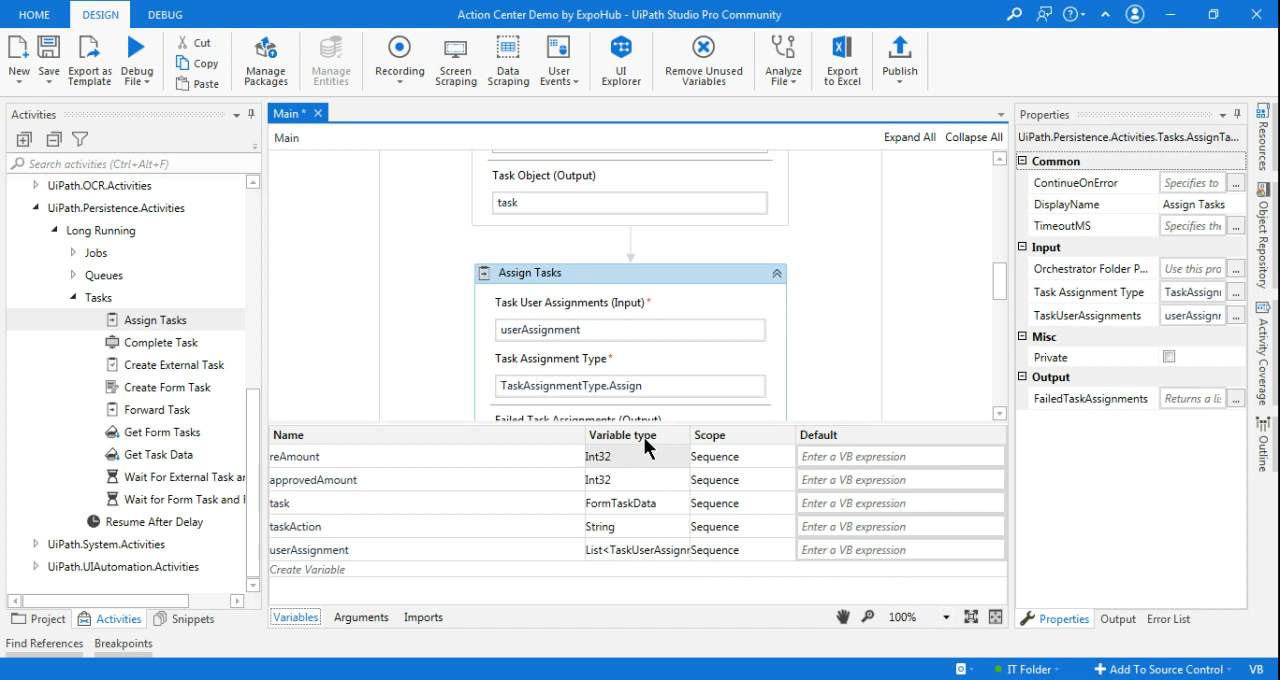 HOME DESIGN DEBUG Action Center Demo by ExpoHub - UiPath Studio Pro Community
New Save Export as Template Debug File Cut Copy Paste Manage Packages Manage Entities Recording Screen Scraping Data Scraping User Events UI Explorer Remove Unused Variables Analyze File Export to Excel Publish
Activities
Search activities (Ctrl+Alt+F)
UiPath.OCR.Activities
UiPath.Persistence.Activities
Long Running
Jobs
Queues
Tasks
Assign Tasks
Complete Task
Create External Task
Create Form Task
Forward Task
Get Form Tasks
Get Task Data
Wait For External Task ar
Wait for Form Task and I
Resume After Delay
UiPath.System.Activities
UiPath.UIAutomation.Activities
Project Activities Snippets
Find References Breakpoints
Main *
Main Expand All Collapse All
Task Object (Output)
task
Assign Tasks
Task User Assignments (Input)*
userAssignment
Task Assignment Type*
TaskAssignmentType.Assign
Failed Task Assignments (Output)
Name Variable type Scope Default
reAmount Int32 Sequence Enter a VB expression
approvedAmount Int32 Sequence Enter a VB expression
task FormTaskData Sequence Enter a VB expression
taskAction String Sequence Enter a VB expression
userAssignment List<TaskUserAssignr Sequence Enter a VB expression
Create Variable
Variables Arguments Imports 100%
Properties
UiPath.Persistence.Activities.Tasks.AssignTa...
Common
ContinueOnError Specifies to ...
DisplayName Assign Tasks
TimeoutMS Specifies the ...
Input
Orchestrator Folder P... Use this pro ...
Task Assignment Type TaskAssignı ...
TaskUserAssignments userAssignr ...
Misc
Private
Output
FailedTaskAssignments Returns a li: ...
Properties Output Error List
Resources
Object Repository
Activity Coverage
Outline
IT Folder Add To Source Control VB